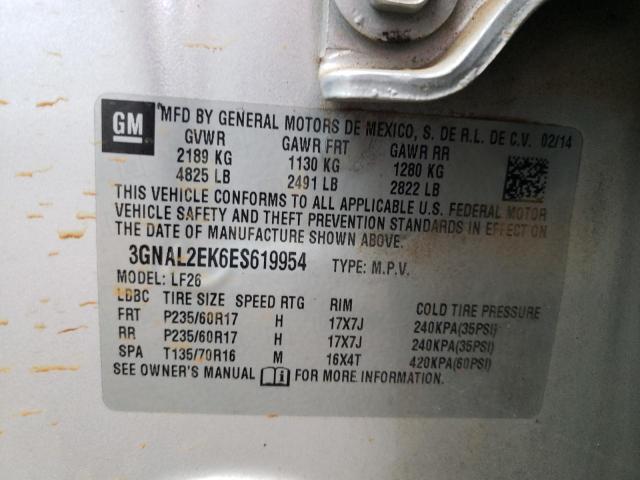 GM MFD BY GENERAL MOTORS DE MEXICO, S. DE R.L. DE C.V. 02/14
GVWR GAWR FRT GAWR RR
2189 KG 1130 KG 1280 KG
4825 LB 2491 LB 2822 LB
THIS VEHICLE CONFORMS TO ALL APPLICABLE U.S. FEDERAL MOTOR
VEHICLE SAFETY AND THEFT PREVENTION STANDARDS IN EFFECT ON
THE DATE OF MANUFACTURE SHOWN ABOVE.
3GNAL2EK6ES619954 TYPE: M.P.V.
MODEL: LF26
LDBC TIRE SIZE SPEED RTG RIM COLD TIRE PRESSURE
FRT P235/60R17 H 17X7J 240KPA(35PSI)
RR P235/60R17 H 17X7J 240KPA(35PSI)
SPA T135/70R16 M 16X4T 420KPA(60PSI)
SEE OWNER'S MANUAL FOR MORE INFORMATION.